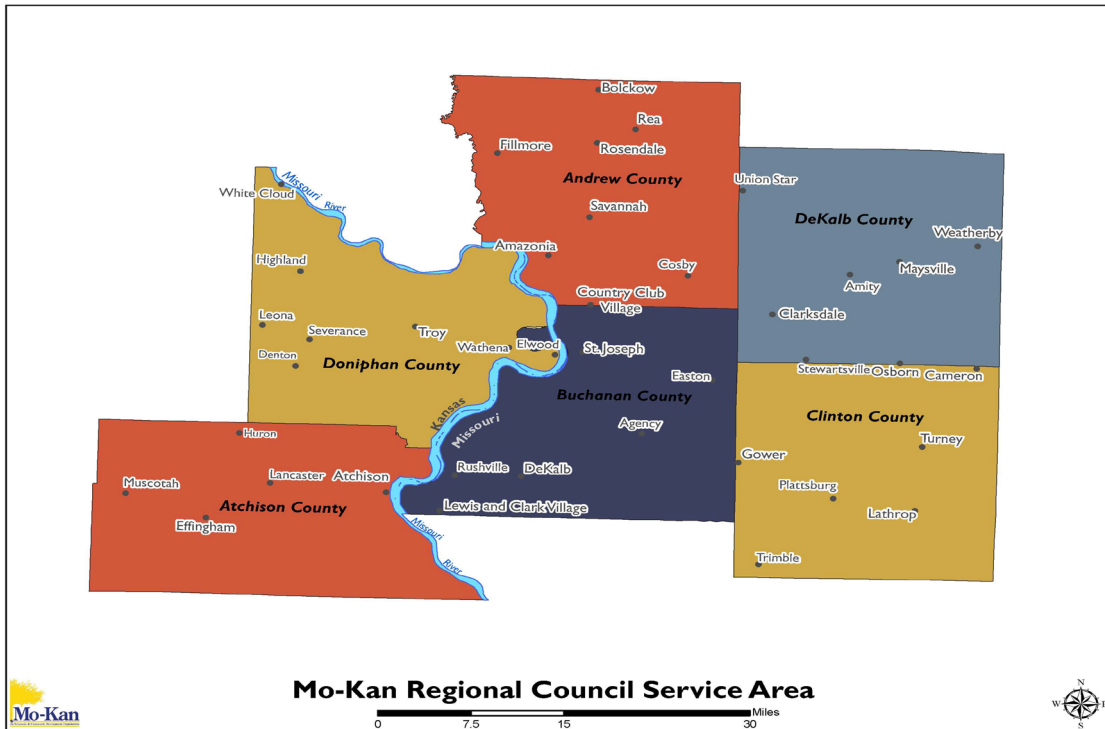 Bolckow
Rea
Fillmore
Rosendale
Andrew County
Union Star
White Cloud
Missouri
River
Savannah
DeKalb County
Weatherby
Amazonia
Highland
Cosby
Maysville
Amity
Country Club
Village
Leona
Severance
Troy
Clarksdale
Wathena
Elwood
St. Joseph
Denton
Doniphan County
Stewartsville
Osborn
Cameron
Easton
Buchanan County
Kansas
Missouri
Clinton County
Agency
Huron
Turney
Gower
Rushville
DeKalb
Lancaster
Atchison
Muscotah
Plattsburg
Atchison County
Lewis and Clark Village
Lathrop
Effingham
Missouri
River
Trimble
Mo-Kan Regional Council Service Area
Miles
0
7.5
15
30
Mo-Kan
N
W
E
S